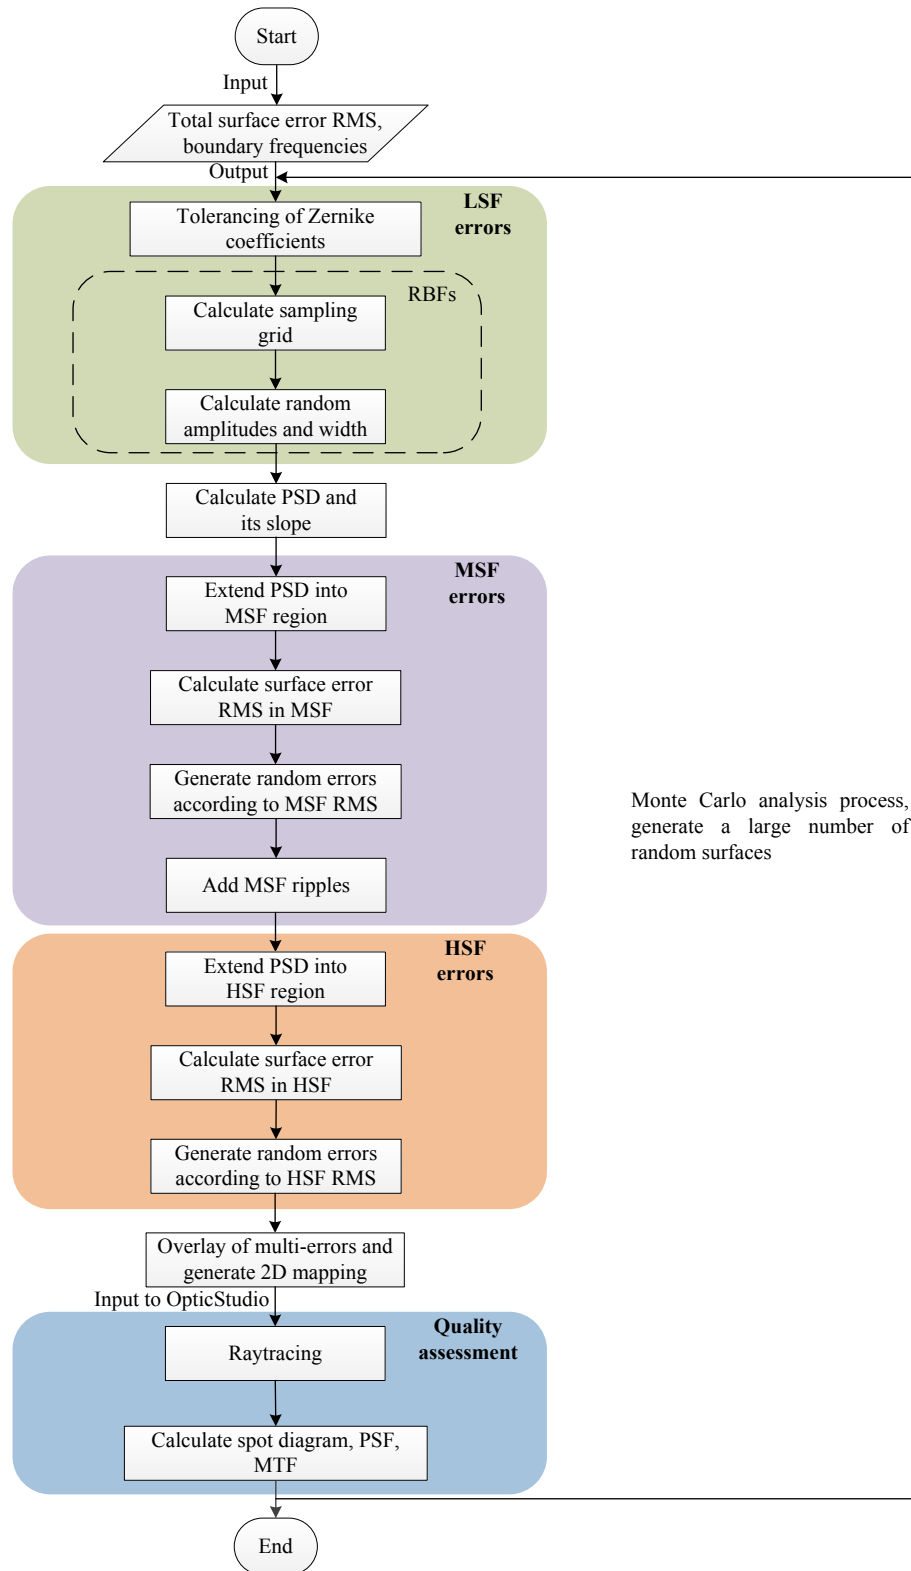 Start
Input
Total surface error RMS,
boundary frequencies
Output
LSF
errors
Tolerancing of Zernike
coefficients
RBFs
Calculate sampling
grid
Calculate random
amplitudes and width
Calculate PSD and
its slope
MSF
errors
Extend PSD into
MSF region
Calculate surface error
RMS in MSF
Generate random errors
according to MSF RMS
Monte Carlo analysis process,
generate a large number of
random surfaces
Add MSF ripples
HSF
errors
Extend PSD into
HSF region
Calculate surface error
RMS in HSF
Generate random errors
according to HSF RMS
Overlay of multi-errors and
generate 2D mapping
Input to OpticStudio
Quality
assessment
Raytracing
Calculate spot diagram, PSF,
MTF
End